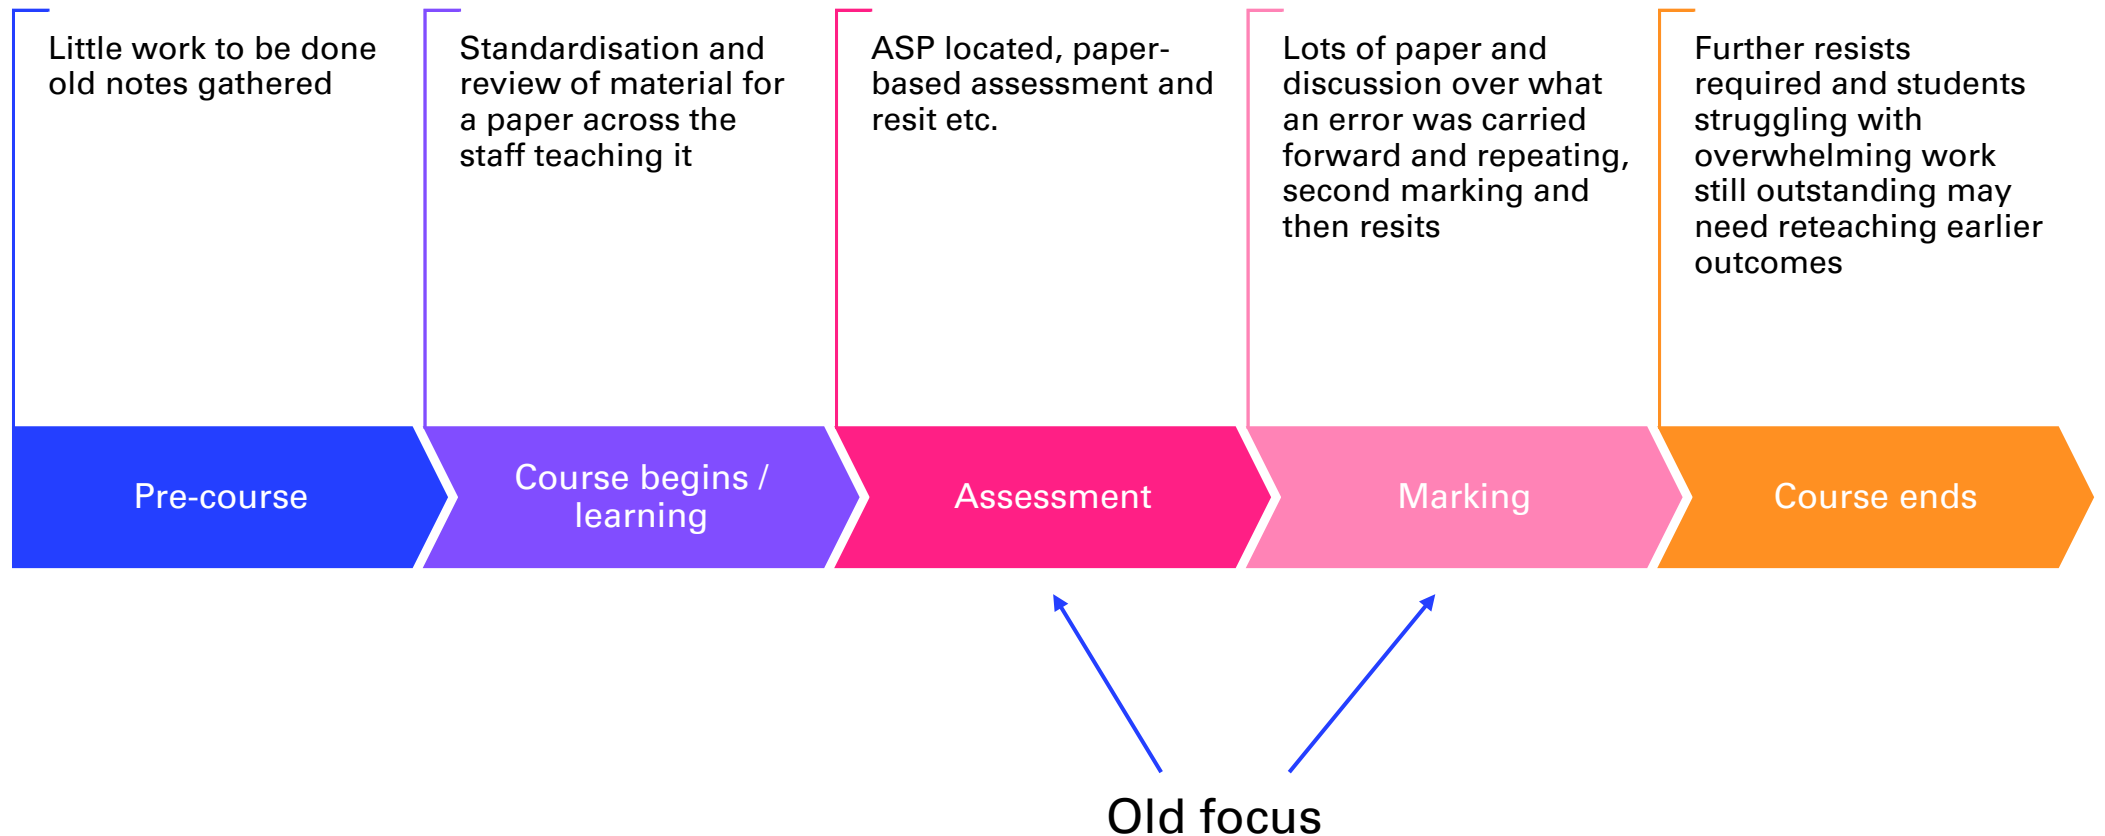 Little work to be done
old notes gathered
Standardisation and
review of material for
a paper across the
staff teaching it
ASP located, paper-
based assessment and
resit etc.
Lots of paper and
discussion over what
an error was carried
forward and repeating,
second marking and
then resits
Further resists
required and students
struggling with
overwhelming work
still outstanding may
need reteaching earlier
outcomes
Pre-course
Course begins /
learning
Assessment
Marking
Course ends
Old focus